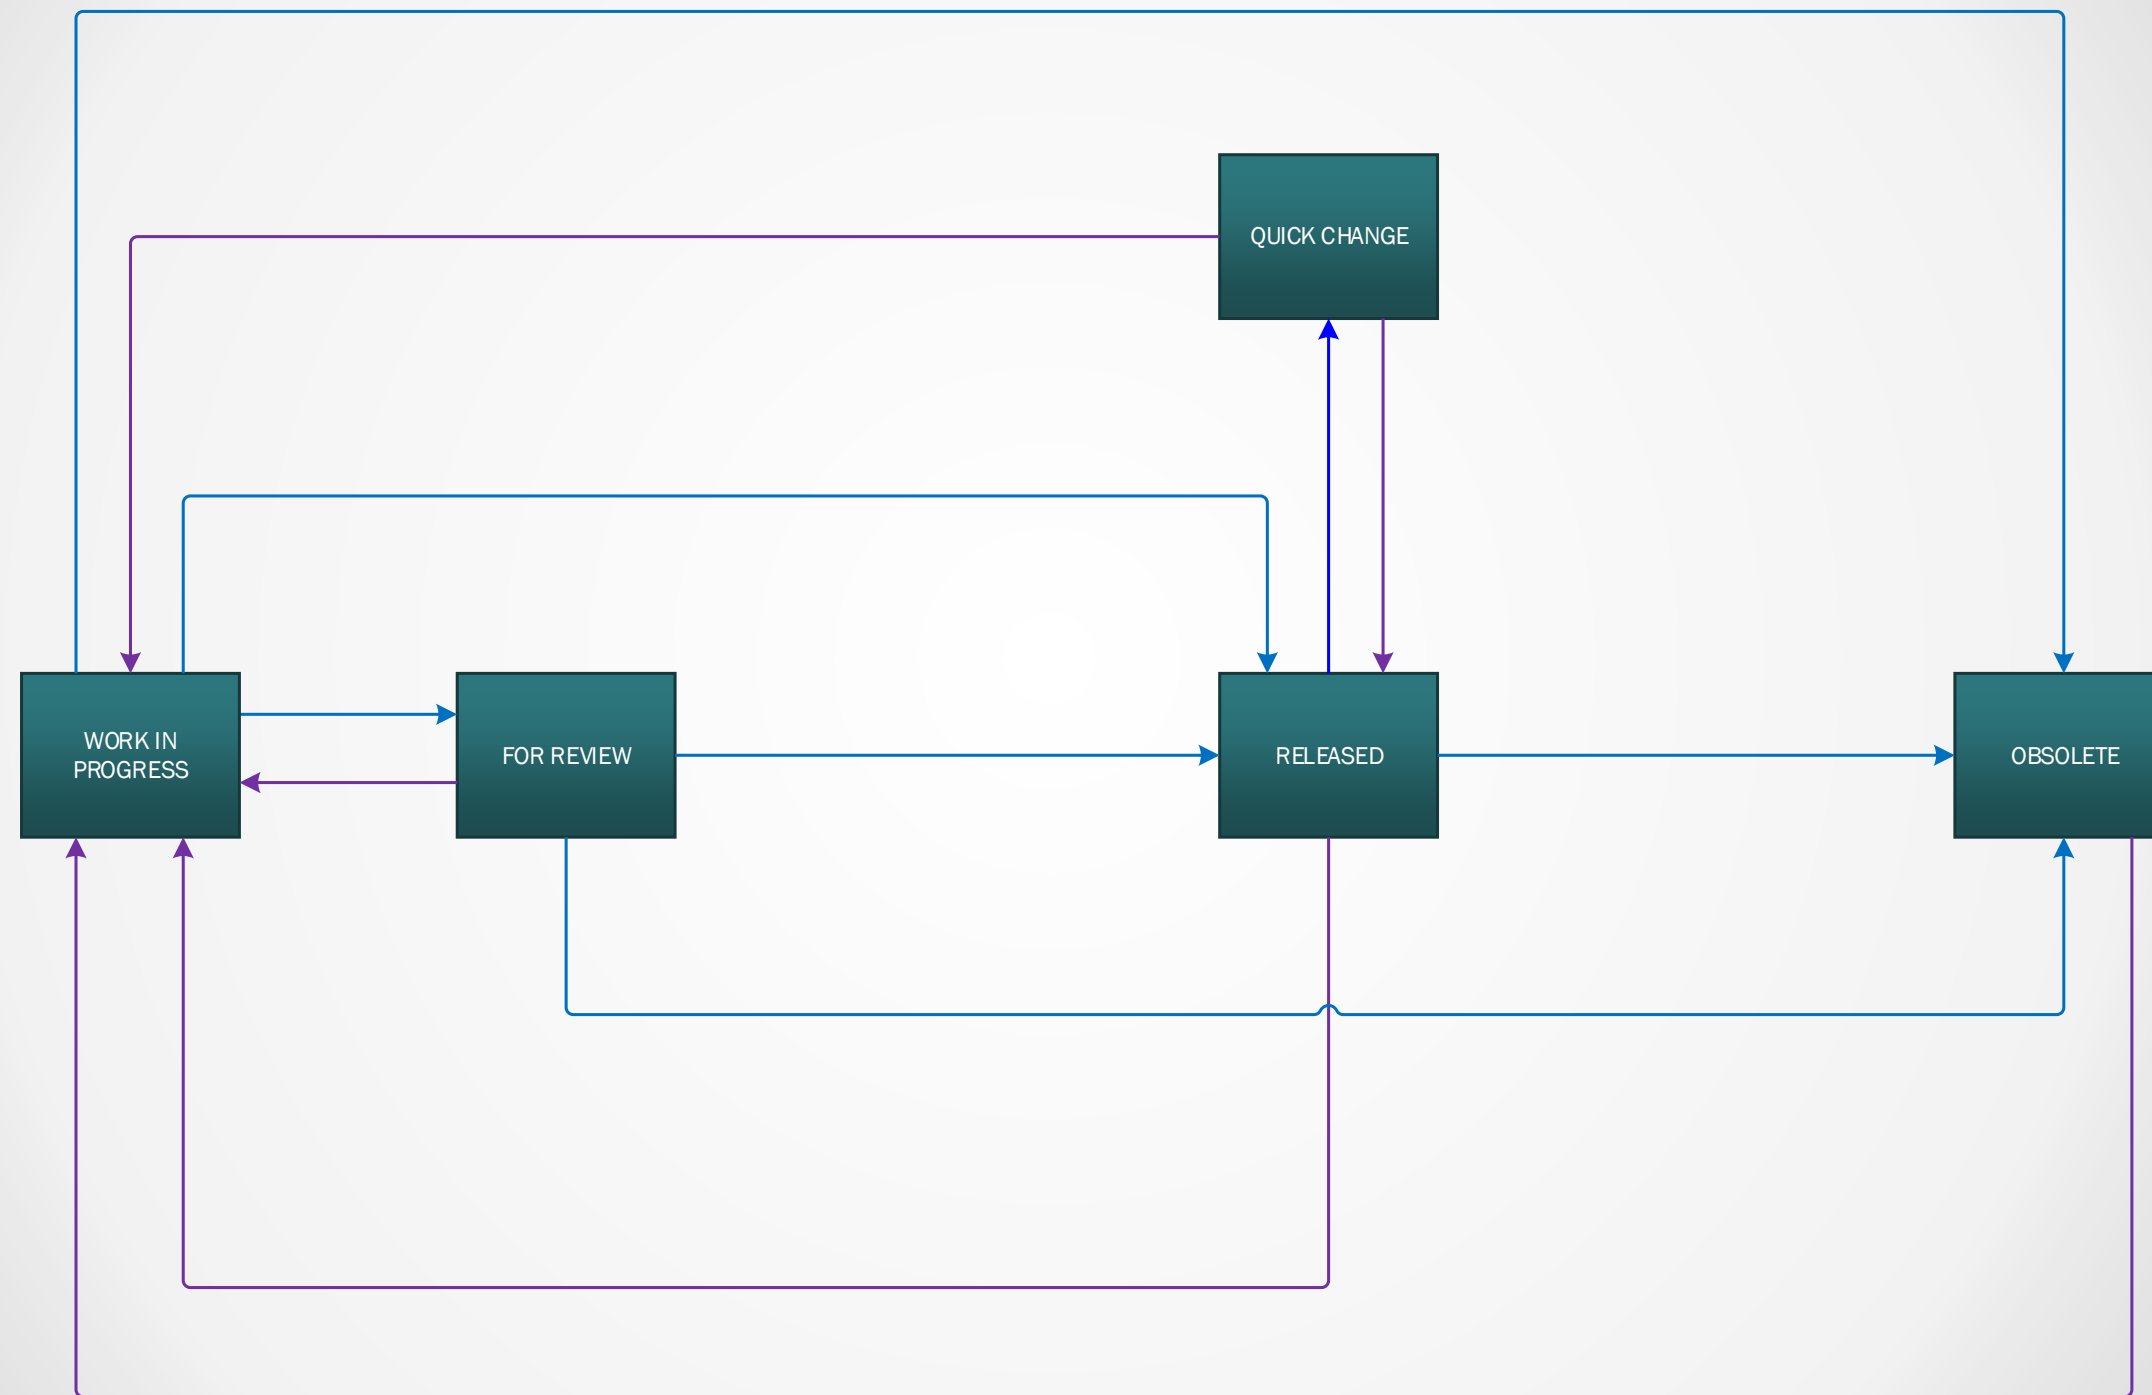 QUICK CHANGE
WORK IN
PROGRESS
FOR REVIEW
RELEASED
OBSOLETE